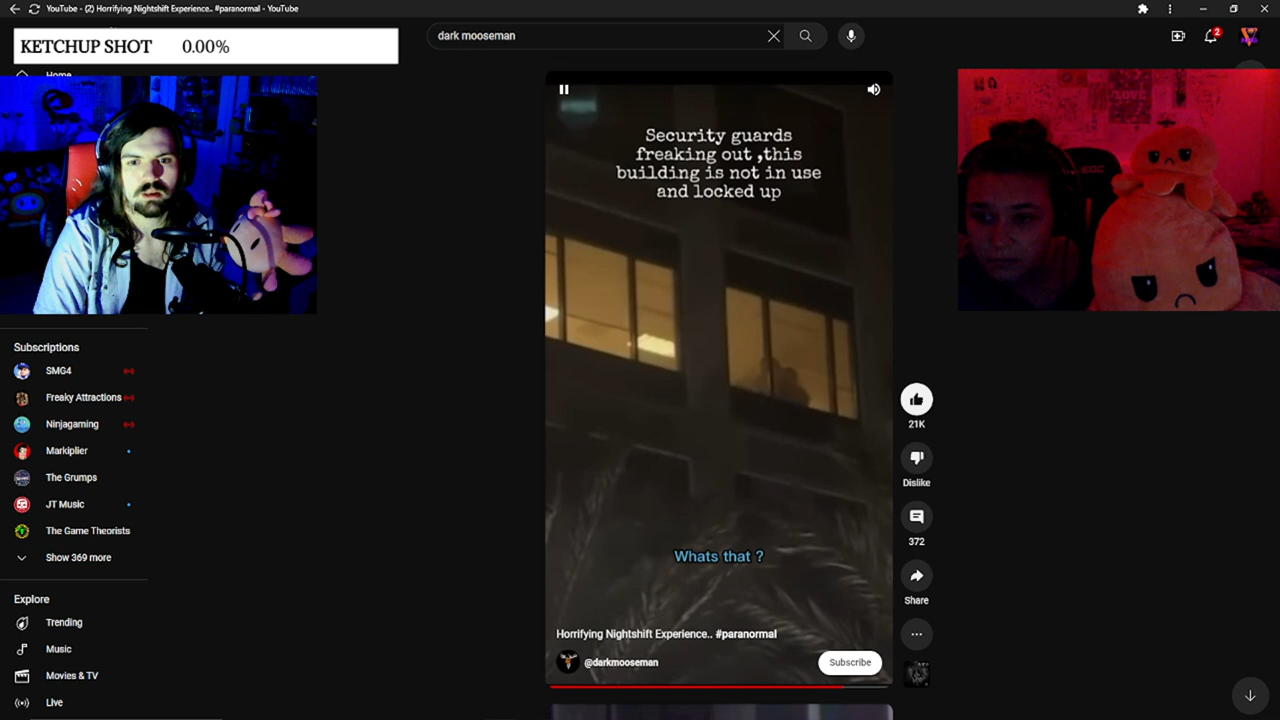 YouTube - (2) Horrifying Nightshift Experience.. #paranormal - YouTube
KETCHUP SHOT 0.00%
dark mooseman
2
Home
LOVE
Security guards
freaking out ,this
building is not in use
and locked up
Subscriptions
SMG4
Freaky Attractions
Ninjagaming
Markiplier
The Grumps
JT Music
The Game Theorists
Show 369 more
Explore
Trending
Music
Movies & TV
Live
21K
Dislike
372
Share
Whats that ?
Horrifying Nightshift Experience.. #paranormal
@darkmooseman
Subscribe